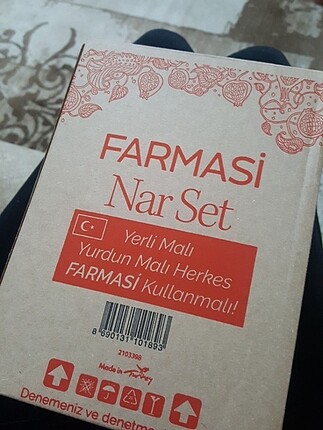 FARMASİ
Nar Set
Yerli Malı
Yurdun Malı Herkes
FARMASİ Kullanmalı!
8 690131 101893
2103398
Made in Turkey
Denemeniz ve denetme